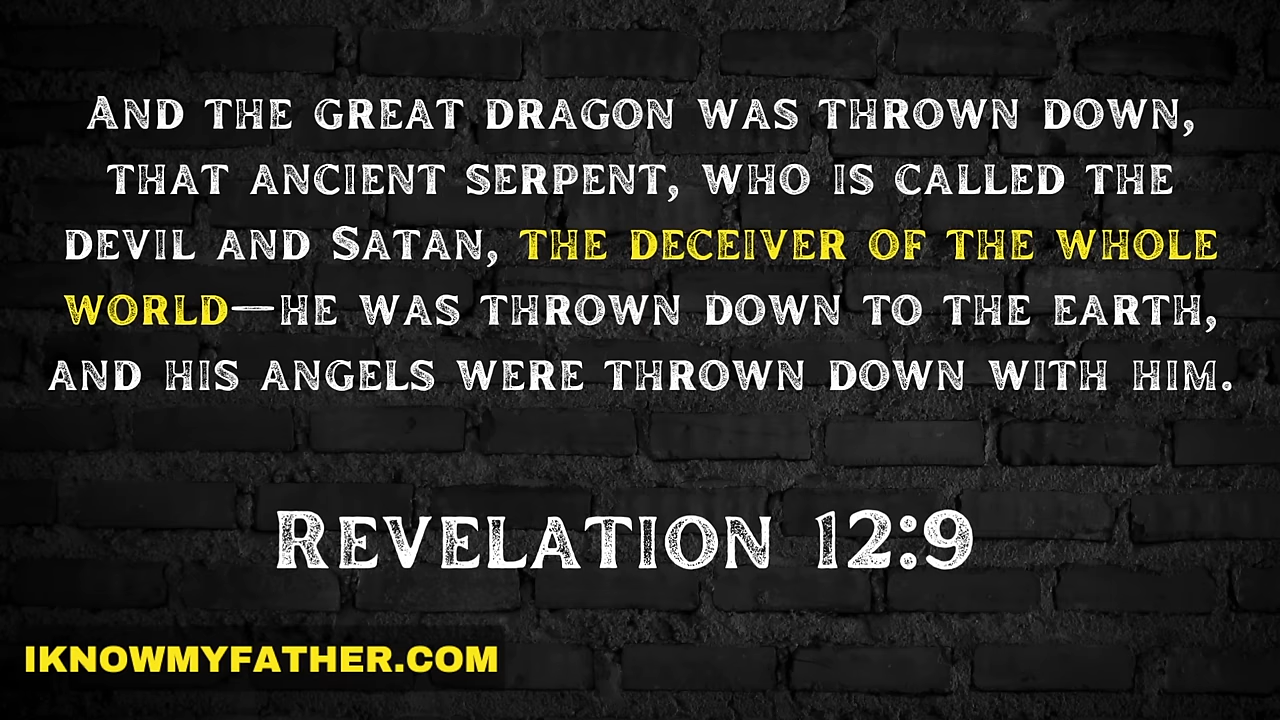 And the great dragon was thrown down,
that ancient serpent, who is called the
devil and Satan, the deceiver of the whole
world—he was thrown down to the earth,
and his angels were thrown down with him.
Revelation 12:9
IKNOWMYFATHER.COM